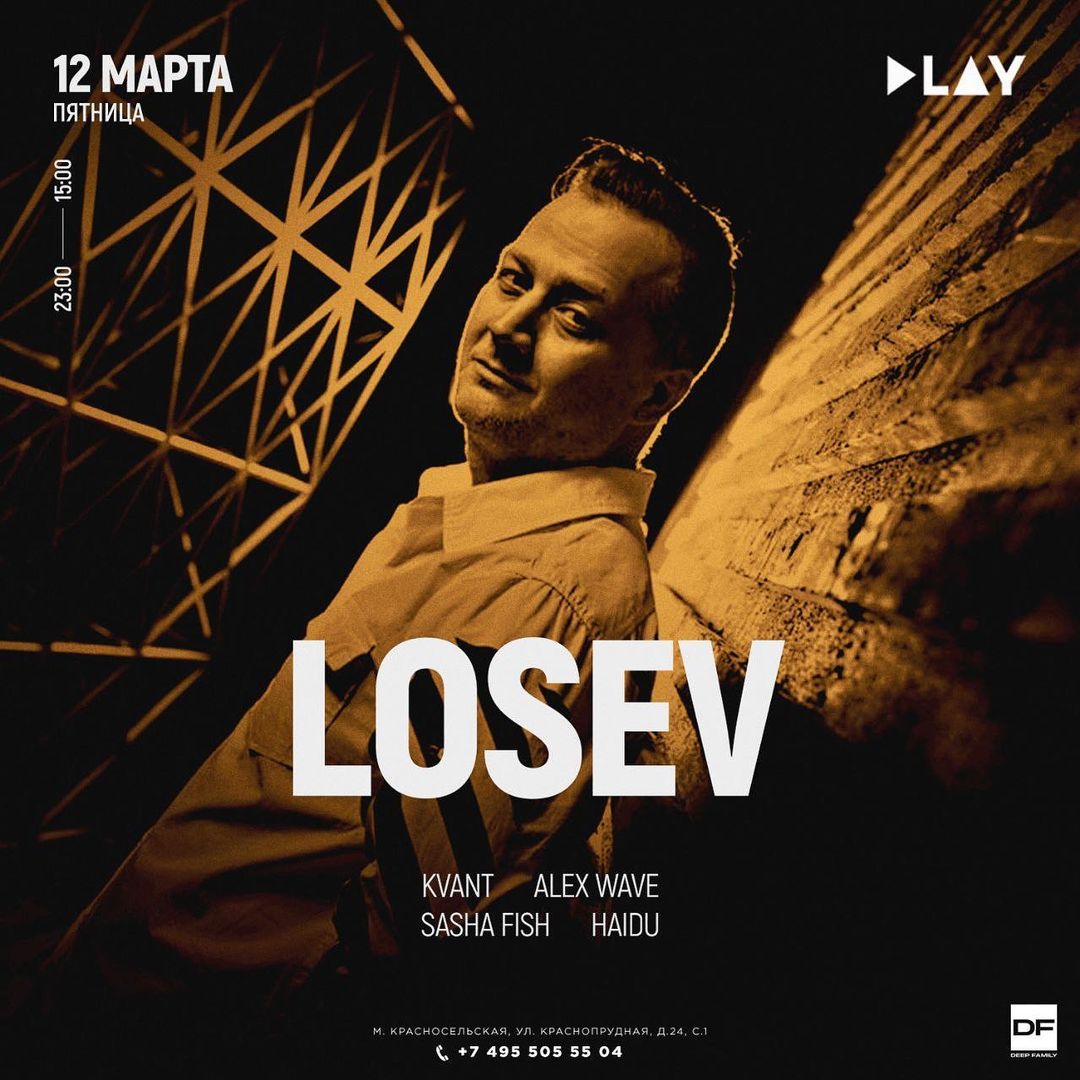 12 МАРТА
ПЯТНИЦА
23:00 — 15:00
PLAY
LOSEV
KVANT ALEX WAVE
SASHA FISH HAIDU
М. КРАСНОСЕЛЬСКАЯ, УЛ. КРАСНОПРУДНАЯ, Д.24, С.1
+7 495 505 55 04
DF
DEEP FAMILY